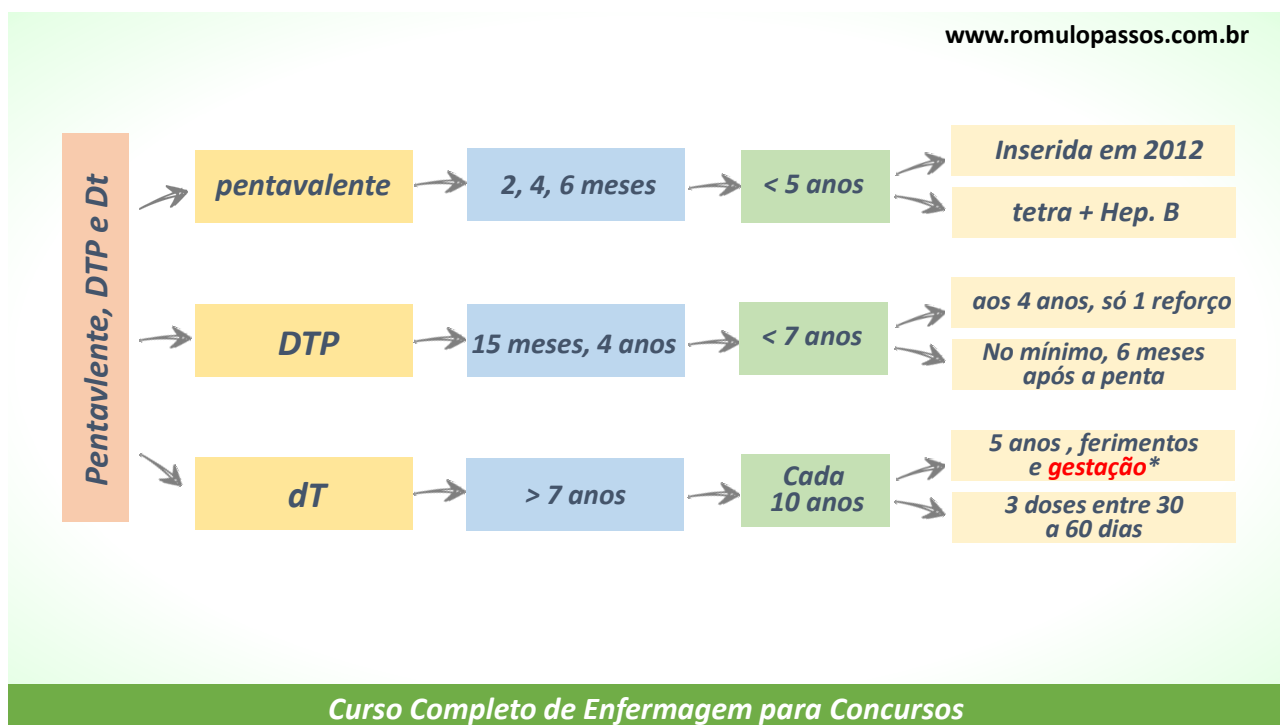 www.romulopassos.com.br
Pentavlente, DTP e Dt
pentavalente
2, 4, 6 meses
< 5 anos
Inserida em 2012
tetra + Hep. B
DTP
15 meses, 4 anos
< 7 anos
aos 4 anos, só 1 reforço
No mínimo, 6 meses
após a penta
dT
> 7 anos
Cada
10 anos
5 anos , ferimentos
e gestação*
3 doses entre 30
a 60 dias
Curso Completo de Enfermagem para Concursos